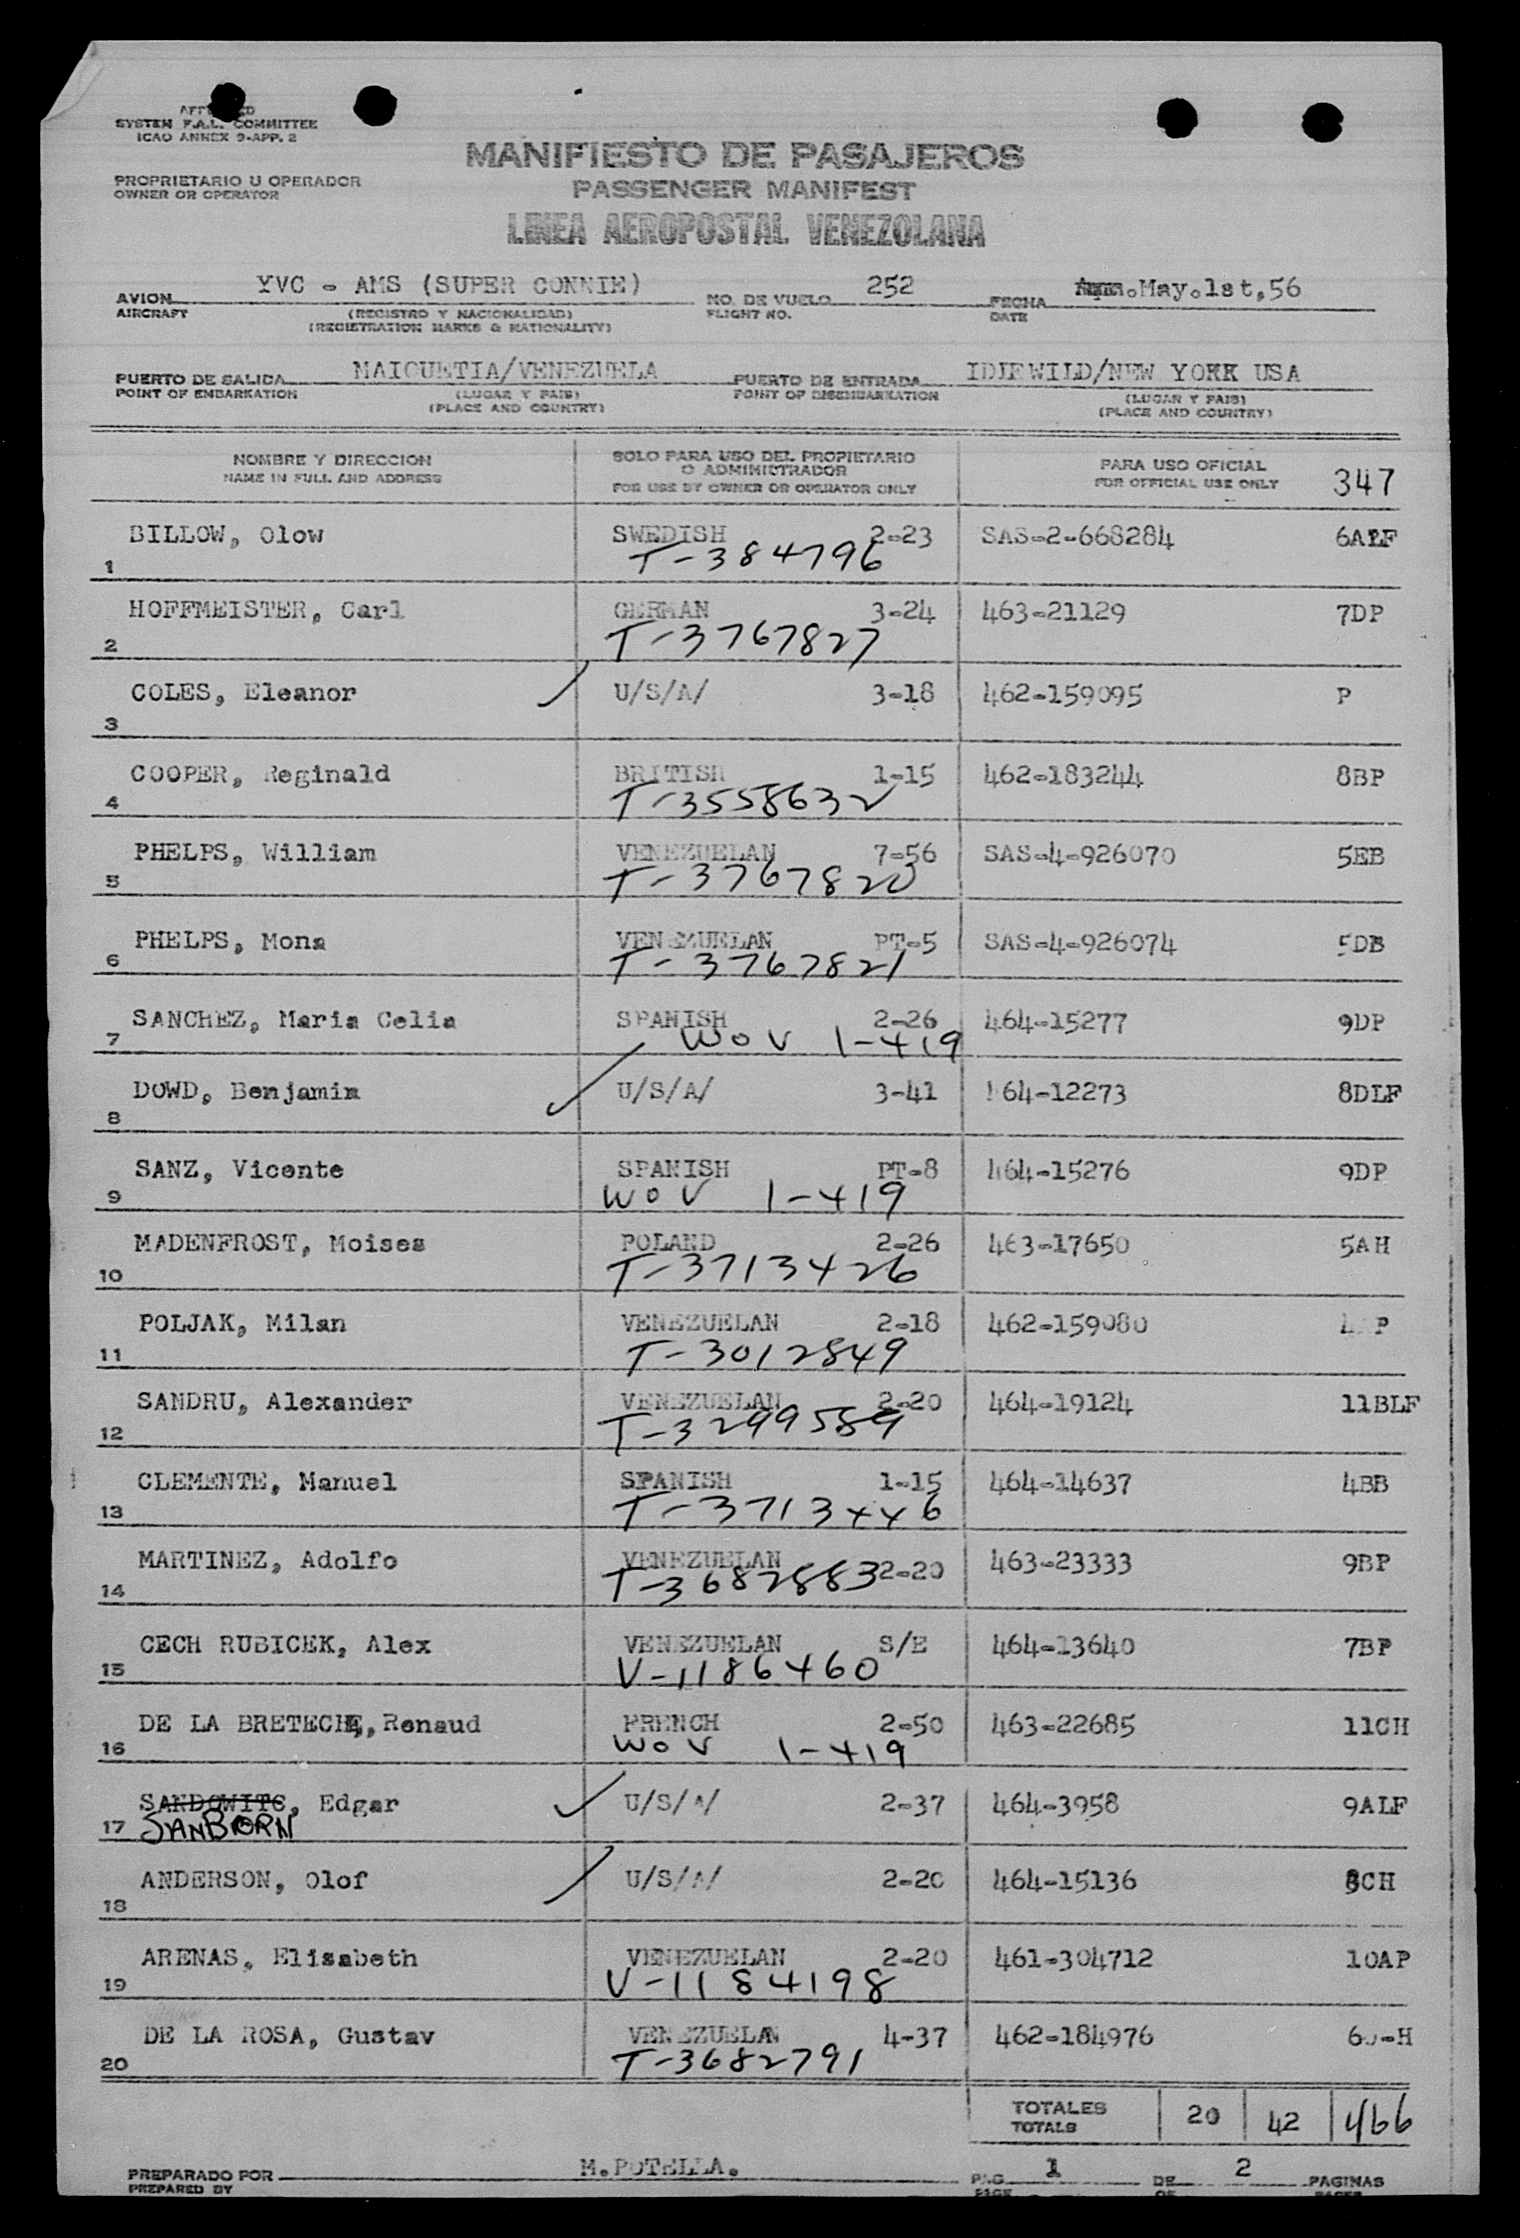 SYSTEM F.A.L. COMMITTEE
ICAO ANNEX 9-APP. 2
MANIFIESTO DE PASAJEROS
PROPRIETARIO U OPERADOR
OWNER OR OPERATOR
PASSENGER MANIFEST
LINEA AEROPOSTAL VENEZOLANA
AVION YVC - AMS (SUPER CONNIE) NO. DE VUELO 252 FECHA May.1st,56
AIRCRAFT (REGISTRO Y NACIONALIDAD) FLIGHT NO. DATE
(REGISTRATION MARKS & NATIONALITY)
PUERTO DE SALIDA MAIQUETIA/VENEZUELA PUERTO DE ENTRADA IDLEWILD/NEW YORK USA
POINT OF EMBARKATION (LUGAR Y PAIS) POINT OF DISEMBARKATION (LUGAR Y PAIS)
(PLACE AND COUNTRY) (PLACE AND COUNTRY)
NOMBRE Y DIRECCION SOLO PARA USO DEL PROPIETARIO O ADMINISTRADOR PARA USO OFICIAL
NAME IN FULL AND ADDRESS FOR USE BY OWNER OR OPERATOR ONLY FOR OFFICIAL USE ONLY 347
BILLOW, Olow SWEDISH 2-23 SAS-2-668284
1 T-384796
HOFFMEISTER, Carl GERMAN 3-24 463-21129 7DP
2 T-3767827
COLES, Eleanor U/S/A/ 3-18 462-159095 P
3
COOPER, Reginald BRITISH 1-15 462-183244 8BP
4 T-3558632
PHELPS, William VENEZUELAN 7-56 SAS-4-926070 5EB
5 T-3767820
PHELPS, Mona VENEZUELAN PT-5 SAS-4-926074 5DB
6 T-3767821
SANCHEZ, Maria Celia SPANISH 2-26 464-15277 9DP
7 WOV 1-419
DOWD, Benjamin U/S/A/ 3-41 464-12273 8DLF
8
SANZ, Vicente SPANISH PT-8 464-15276 9DP
9 WOV 1-419
MADENFROST, Moises POLAND 2-26 463-17650 5AH
10 T-3713426
POLJAK, Milan VENEZUELAN 2-18 462-159080
11 T-3012849
SANDRU, Alexander VENEZUELAN 2-20 464-19124 11BLF
12 T-3299589
CLEMENTE, Manuel SPANISH 1-15 464-14637 4BB
13 T-3713446
MARTINEZ, Adolfo VENEZUELAN 2-20 463-23333 9BP
14 T-3682883
CECH RUBICEK, Alex VENEZUELAN S/E 464-13640 7BP
15 V-1186460
DE LA BRETECHE, Renaud FRENCH 2-50 463-22685 11CH
16 WOV 1-419
SANDOWITC, Edgar U/S/A/ 2-37 464-3958 9ALF
17 SANBORN
ANDERSON, Olof U/S/A/ 2-20 464-15136
18
ARENAS, Elisabeth VENEZUELAN 2-20 461-304712 10AP
19 V-1184198
DE LA ROSA, Gustav VENEZUELAN 4-37 462-184976
20 T-3682791
TOTALES 20 42 466
TOTALS
PREPARADO POR M.POTELLA. PAG. 1 DE 2 PAGINAS
PREPARED BY